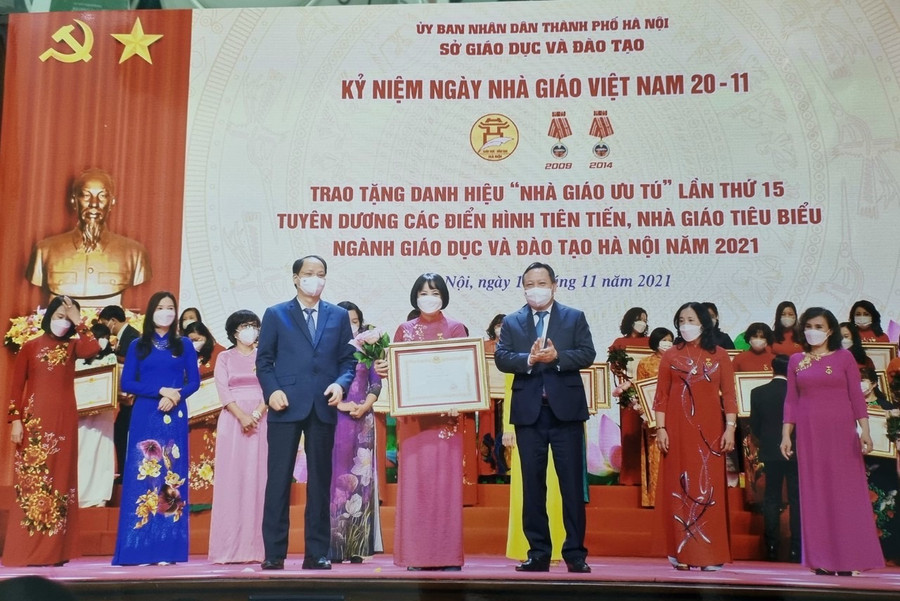 ỦY BAN NHÂN DÂN THÀNH PHỐ HÀ NỘI
SỞ GIÁO DỤC VÀ ĐÀO TẠO
KỶ NIỆM NGÀY NHÀ GIÁO VIỆT NAM 20-11
2009 2014
TRAO TẶNG DANH HIỆU “NHÀ GIÁO ƯU TÚ” LẦN THỨ 15
TUYÊN DƯƠNG CÁC ĐIỂN HÌNH TIÊN TIẾN, NHÀ GIÁO TIÊU BIỂU
NGÀNH GIÁO DỤC VÀ ĐÀO TẠO HÀ NỘI NĂM 2021
Nội, ngày 11 năm 2021